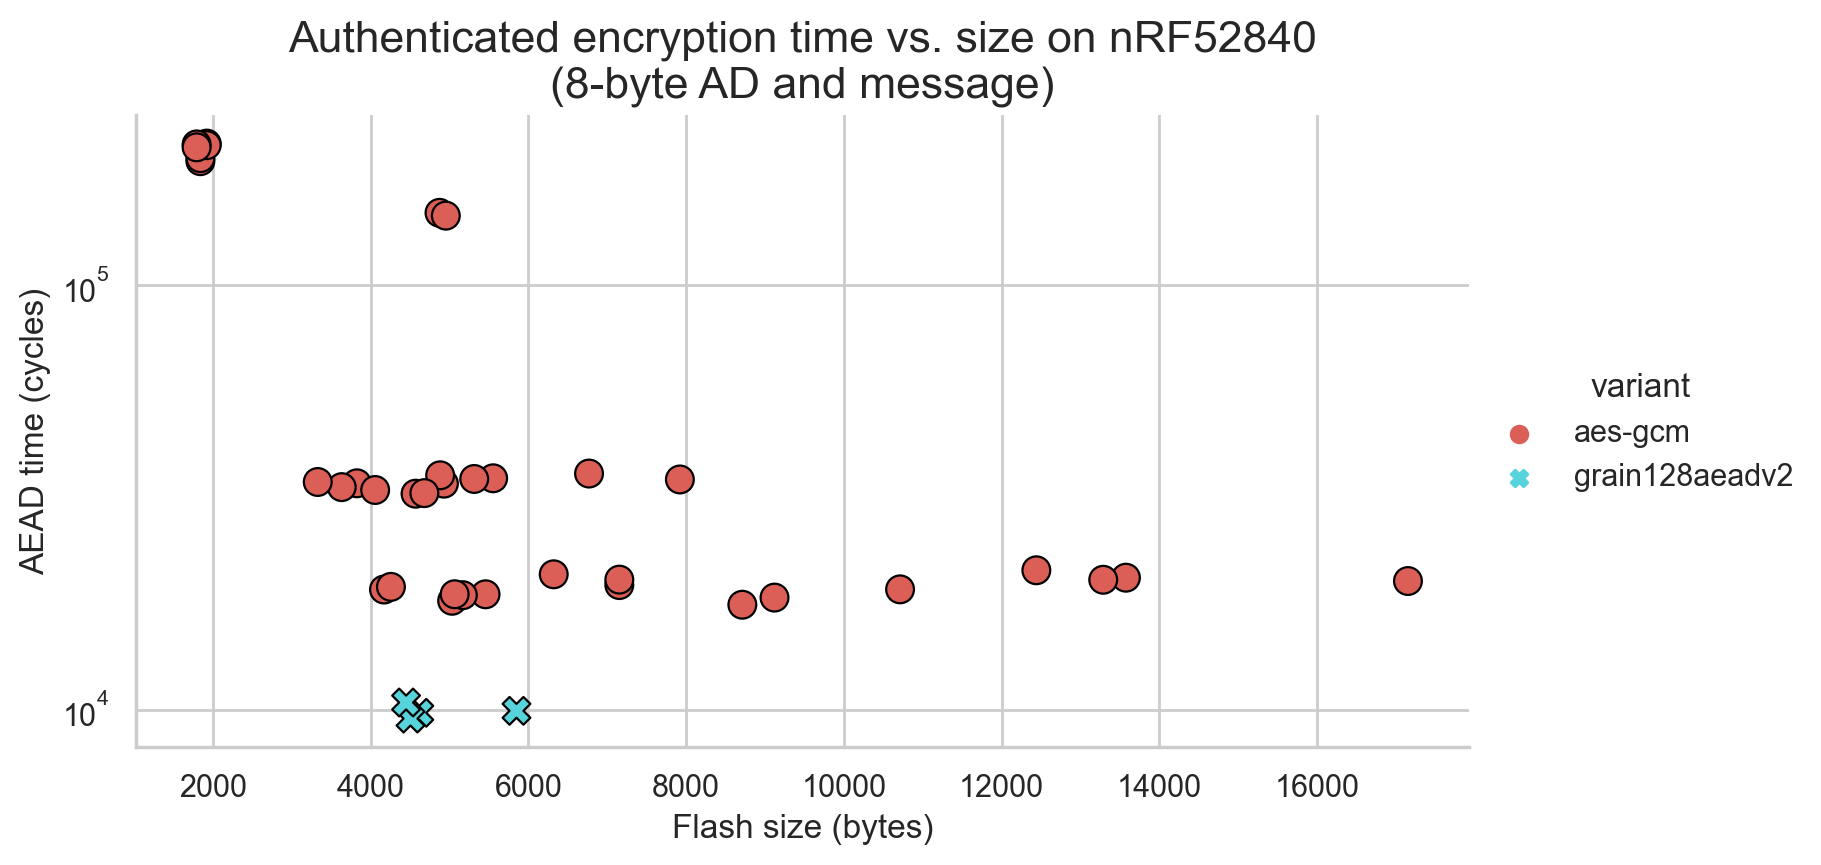 Authenticated encryption time vs. size on nRF52840
(8-byte AD and message)
AEAD time (cycles)
10^5
10^4
2000 4000 6000 8000 10000 12000 14000 16000
Flash size (bytes)
variant
aes-gcm
grain128aeadv2